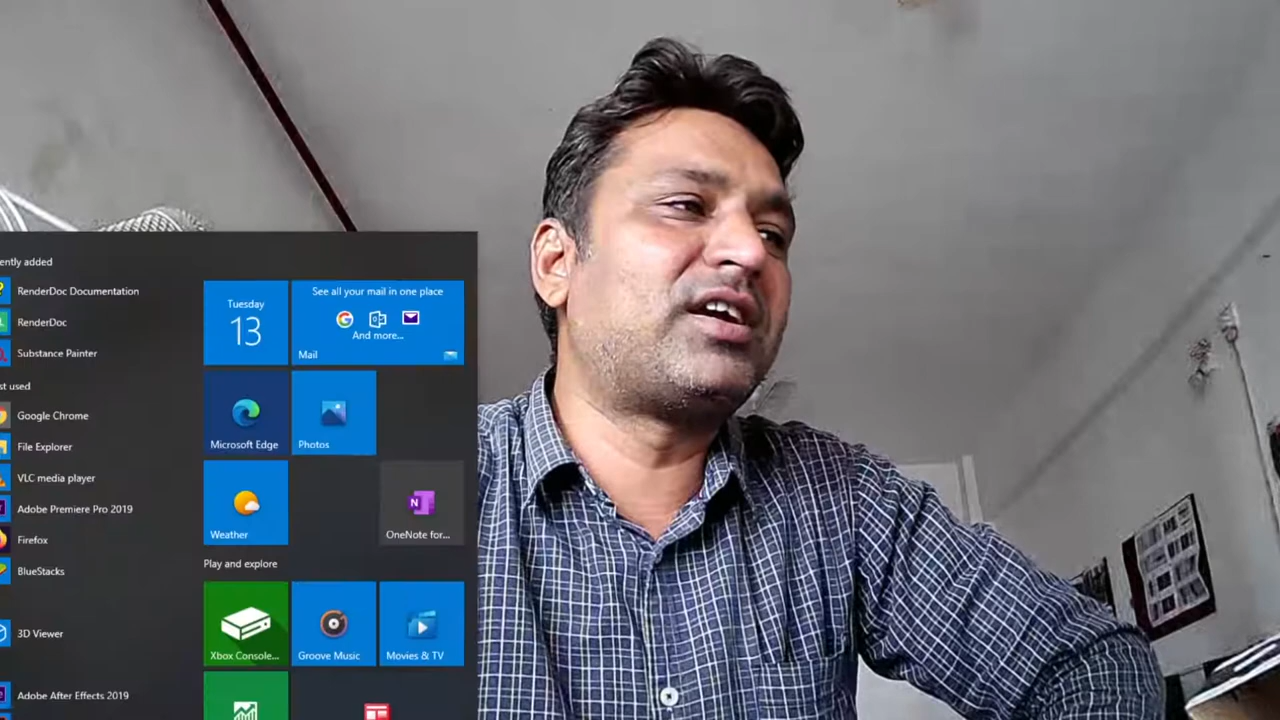 ently added
RenderDoc Documentation
RenderDoc
Substance Painter
st used
Google Chrome
File Explorer
VLC media player
Adobe Premiere Pro 2019
Firefox
BlueStacks
3D Viewer
Adobe After Effects 2019
Tuesday
13
See all your mail in one place
And more...
Mail
Microsoft Edge
Photos
Weather
OneNote for...
Play and explore
Xbox Console...
Groove Music
Movies & TV